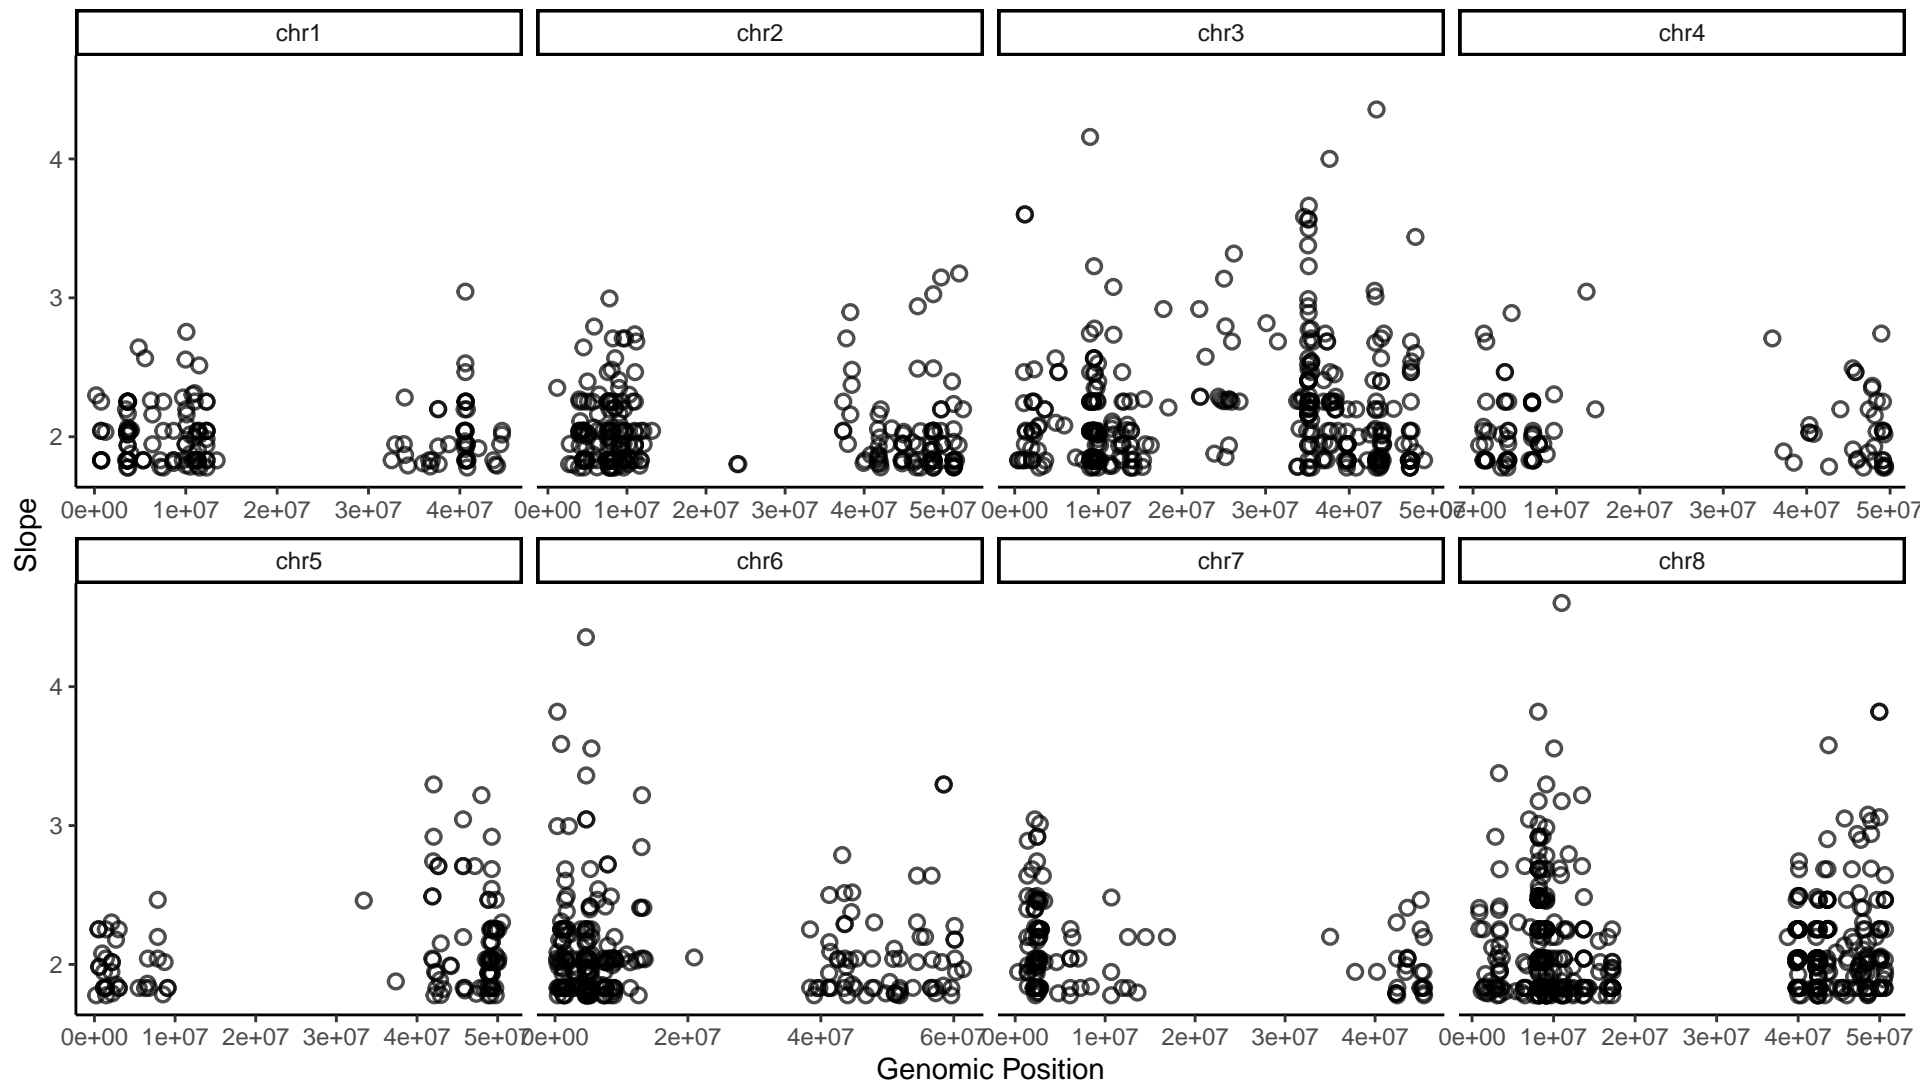 chr1 chr2 chr3 chr4
4
3
2
0e+00 1e+07 2e+07 3e+07 4e+07 0e+00 1e+07 2e+07 3e+07 4e+07 5e+07 0e+00 1e+07 2e+07 3e+07 4e+07 5e+07 0e+00 1e+07 2e+07 3e+07 4e+07 5e+07
Slope
chr5 chr6 chr7 chr8
4
3
2
0e+00 1e+07 2e+07 3e+07 4e+07 5e+07 0e+00 2e+07 4e+07 6e+07 0e+00 1e+07 2e+07 3e+07 4e+07 0e+00 1e+07 2e+07 3e+07 4e+07 5e+07
Genomic Position